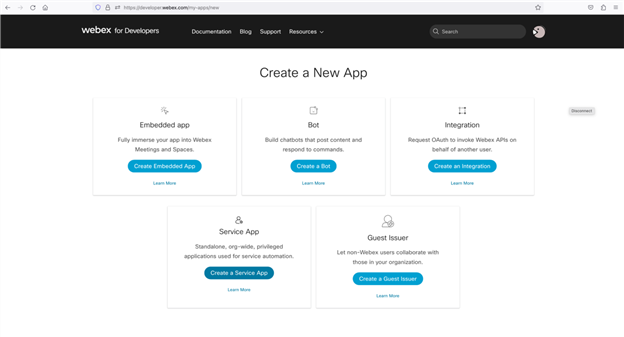 https://developer.webex.com/my-apps/new
webex for Developers
Documentation
Blog
Support
Resources
Search
Create a New App
Disconnect
Embedded app
Fully immerse your app into Webex
Meetings and Spaces.
Create Embedded App
Learn More
Bot
Build chatbots that post content and
respond to commands.
Create a Bot
Learn More
Integration
Request OAuth to invoke Webex APIs on
behalf of another user.
Create an Integration
Learn More
Service App
Standalone, org-wide, privileged
applications used for service automation.
Create a Service App
Learn More
Guest Issuer
Let non-Webex users collaborate with
those in your organization.
Create a Guest Issuer
Learn More